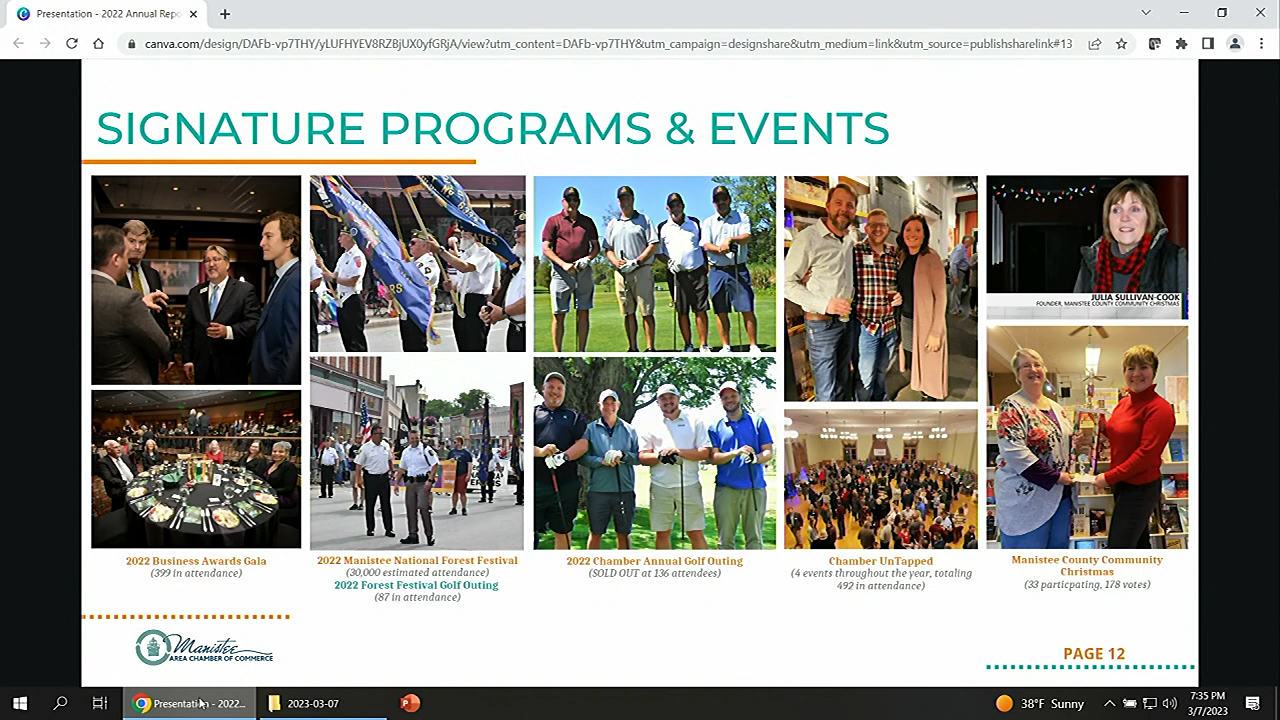 Presentation - 2022 Annual Repo
canva.com/design/DAFb-vp7THY/yLUFHYEV8RZBjUX0yfGRjA/view?utm_content=DAFb-vp7THY&utm_campaign=designshare&utm_medium=link&utm_source=publishsharelink#13
SIGNATURE PROGRAMS & EVENTS
JULIA SULLIVAN-COOK
FOUNDER, MANISTEE COUNTY COMMUNITY CHRISTMAS
2022 Business Awards Gala
(399 in attendance)
2022 Manistee National Forest Festival
(30,000 estimated attendance)
2022 Forest Festival Golf Outing
(87 in attendance)
2022 Chamber Annual Golf Outing
(SOLD OUT at 136 attendees)
Chamber UnTapped
(4 events throughout the year, totaling
492 in attendance)
Manistee County Community
Christmas
(33 particpating, 178 votes)
Manistee
AREA CHAMBER OF COMMERCE
PAGE 12
Presentation - 2022...
2023-03-07
38°F Sunny
7:35 PM
3/7/2023